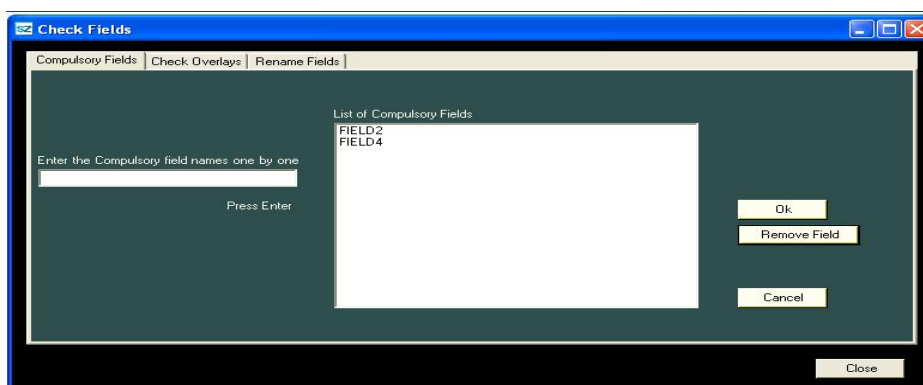 SZ Check Fields
Compulsory Fields Check Overlays Rename Fields
List of Compulsory Fields
FIELD2
FIELD4
Enter the Compulsory field names one by one
Press Enter
Ok
Remove Field
Cancel
Close